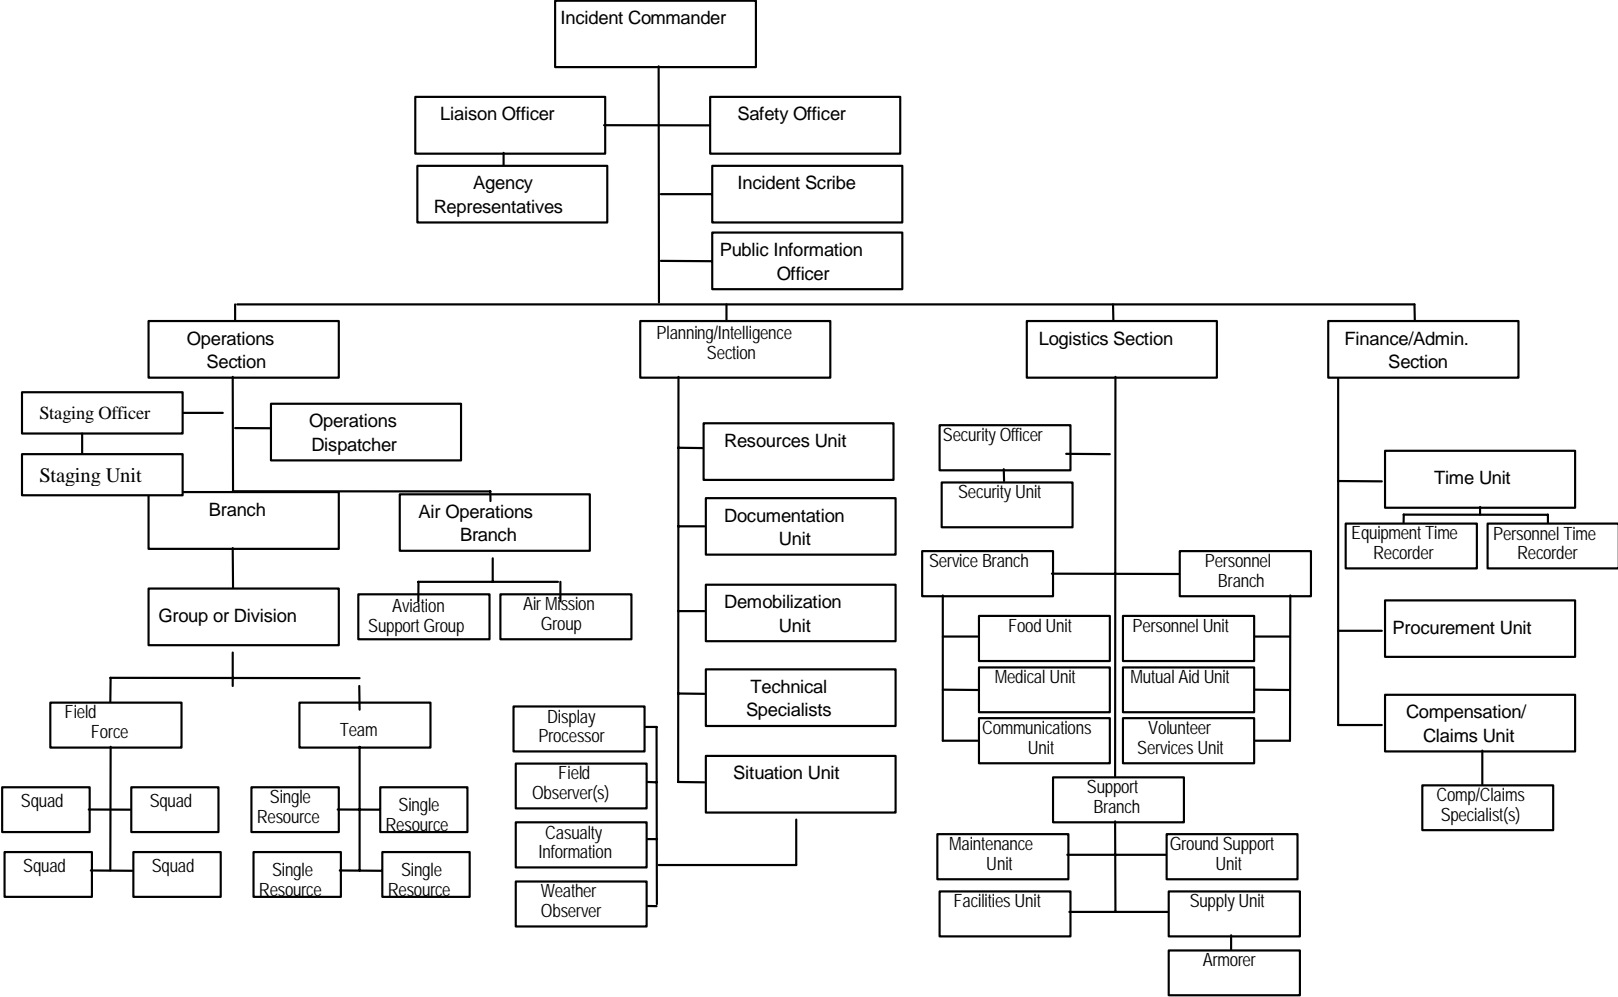 Incident Commander
Liaison Officer
Safety Officer
Agency
Representatives
Incident Scribe
Public Information
Officer
Operations
Section
Planning/Intelligence
Section
Logistics Section
Finance/Admin.
Section
Staging Officer
Operations
Dispatcher
Staging Unit
Branch
Air Operations
Branch
Group or Division
Aviation
Support Group
Air Mission
Group
Field
Force
Team
Squad
Squad
Squad
Squad
Single
Resource
Single
Resource
Single
Resource
Single
Resource
Resources Unit
Documentation
Unit
Demobilization
Unit
Technical
Specialists
Situation Unit
Display
Processor
Field
Observer(s)
Casualty
Information
Weather
Observer
Security Officer
Security Unit
Service Branch
Personnel
Branch
Food Unit
Personnel Unit
Medical Unit
Mutual Aid Unit
Communications
Unit
Volunteer
Services Unit
Support
Branch
Maintenance
Unit
Ground Support
Unit
Facilities Unit
Supply Unit
Armorer
Time Unit
Equipment Time
Recorder
Personnel Time
Recorder
Procurement Unit
Compensation/
Claims Unit
Comp/Claims
Specialist(s)